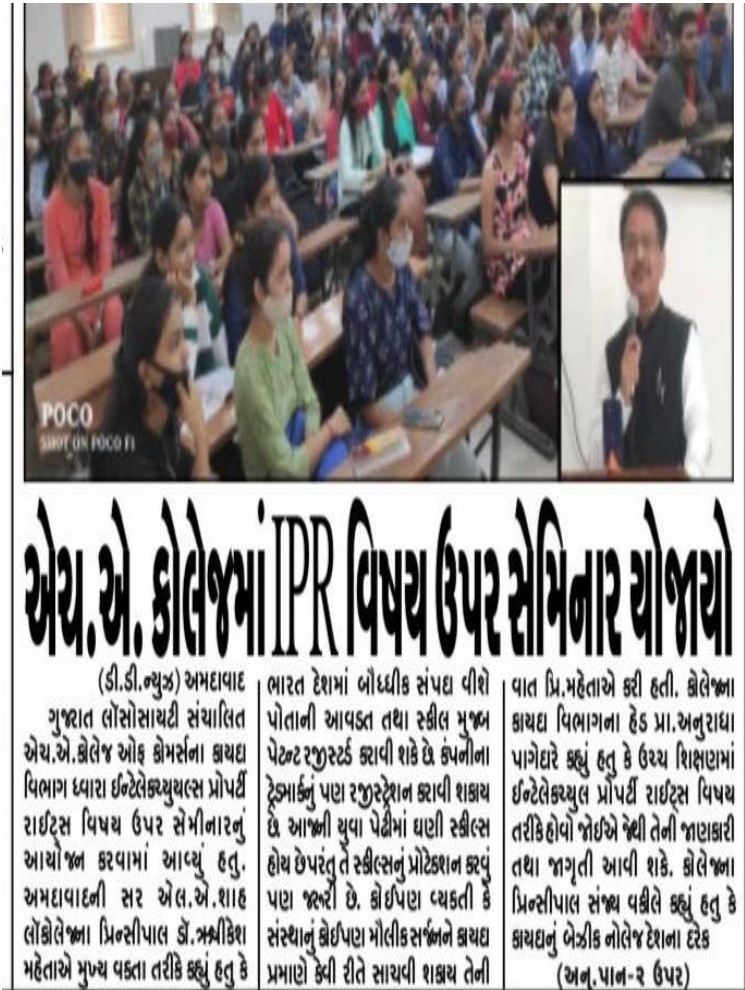 POCO
SHOT ON POCO F1
એચ.એ. કોલેજમાં IPR વિષય ઉપર સેમિનાર યોજાયો
(ડી.ડી.ન્યુઝ) અમદાવાદ
ગુજરાત લૉસોસાયટી સંચાલિત
એચ.એ.કોલેજ ઓફ કોમર્સના કાયદા
વિભાગ ધ્વારા ઈન્ટેલેક્ચ્યુયલ્સ પ્રોપર્ટી
રાઈટ્સ વિષય ઉપર સેમીનારનું
આયોજન કરવામાં આવ્યું હતુ.
અમદાવાદની સર એલ.એ.શાહ
લૉકોલેજના પ્રિન્સીપાલ ડૉ.ઋષીકેશ
મહેતાએ મુખ્ય વક્તા તરીકે કહ્યું હતુ કે
ભારત દેશમાં બૌધ્ધીક સંપદા વીશે
પોતાની આવડત તથા સ્કીલ મુજબ
પેટન્ટ રજીસ્ટર્ડ કરાવી શકે છે. કંપનીના
ટ્રેડમાર્કનું પણ રજીસ્ટ્રેશન કરાવી શકાય
છે. આજની યુવા પેઢીમાં ઘણી સ્કીલ્સ
હોય છેપરંતુ તે સ્કીલ્સનું પ્રોટેકશન કરવું
પણ જરૂરી છે. કોઈપણ વ્યક્તી કે
સંસ્થાનું કોઈપણ મૌલીક સર્જનને કાયદા
પ્રમાણે કેવી રીતે સાચવી શકાય તેની
વાત પ્રિ.મહેતાએ કરી હતી. કોલેજના
કાયદા વિભાગના હેડ પ્રા.અનુરાધા
પાગેદારે કહ્યું હતુ કે ઉચ્ચ શિક્ષણમાં
ઈન્ટેલેક્ચ્યુલ પ્રોપર્ટી રાઈટ્સ વિષય
તરીકે હોવો જોઈએ જેથી તેની જાણકારી
તથા જાગૃતી આવી શકે. કોલેજના
પ્રિન્સીપાલ સંજય વકીલે કહ્યું હતુ કે
કાયદાનું બેઝીક નોલેજ દેશના દરેક
(અનુ.પાન-૨ ઉપર)